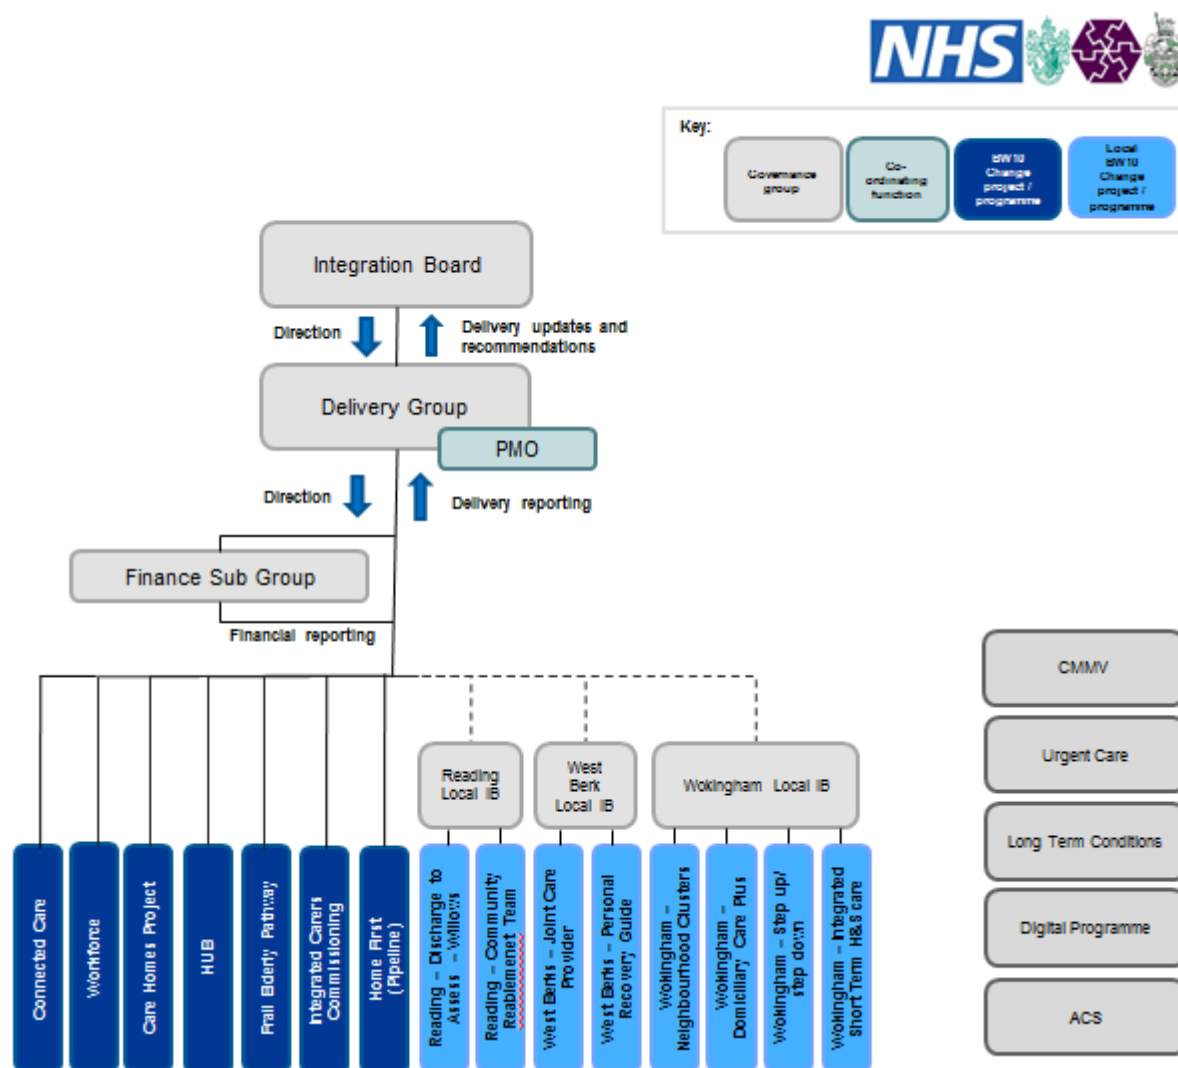 NHS
Key:
Governance
group
Co-
ordinating
function
BW10
Change
project /
programme
Local
BW10
Change
project /
programme
Integration Board
Direction
Delivery updates and
recommendations
Delivery Group
PMO
Direction
Delivery reporting
Finance Sub Group
Financial reporting
Reading
Local IB
West
Berk
Local IB
Wokingham Local IB
Connected Care
Workforce
Care Homes Project
HUB
Frail Elderly Pathway
Integrated Carers
Commissioning
Home First
(Pipeline)
Reading – Discharge to
Assess – Willows
Reading – Community
Reablemenet Team
West Berks – Joint Care
Provider
West Berks – Personal
Recovery Guide
Wokingham –
Neighbourhood Clusters
Wokingham –
Domiciliary Care Plus
Wokingham – Step up/
step down
Wokingham – Integrated
Short Term H&S care
CMMV
Urgent Care
Long Term Conditions
Digital Programme
ACS